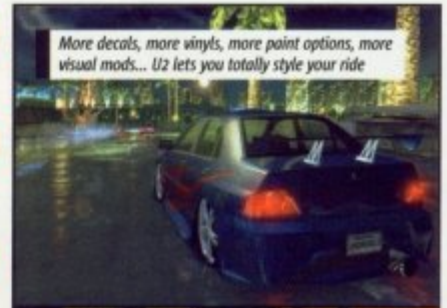 More decals, more vinyls, more paint options, more
visual mods... U2 lets you totally style your ride